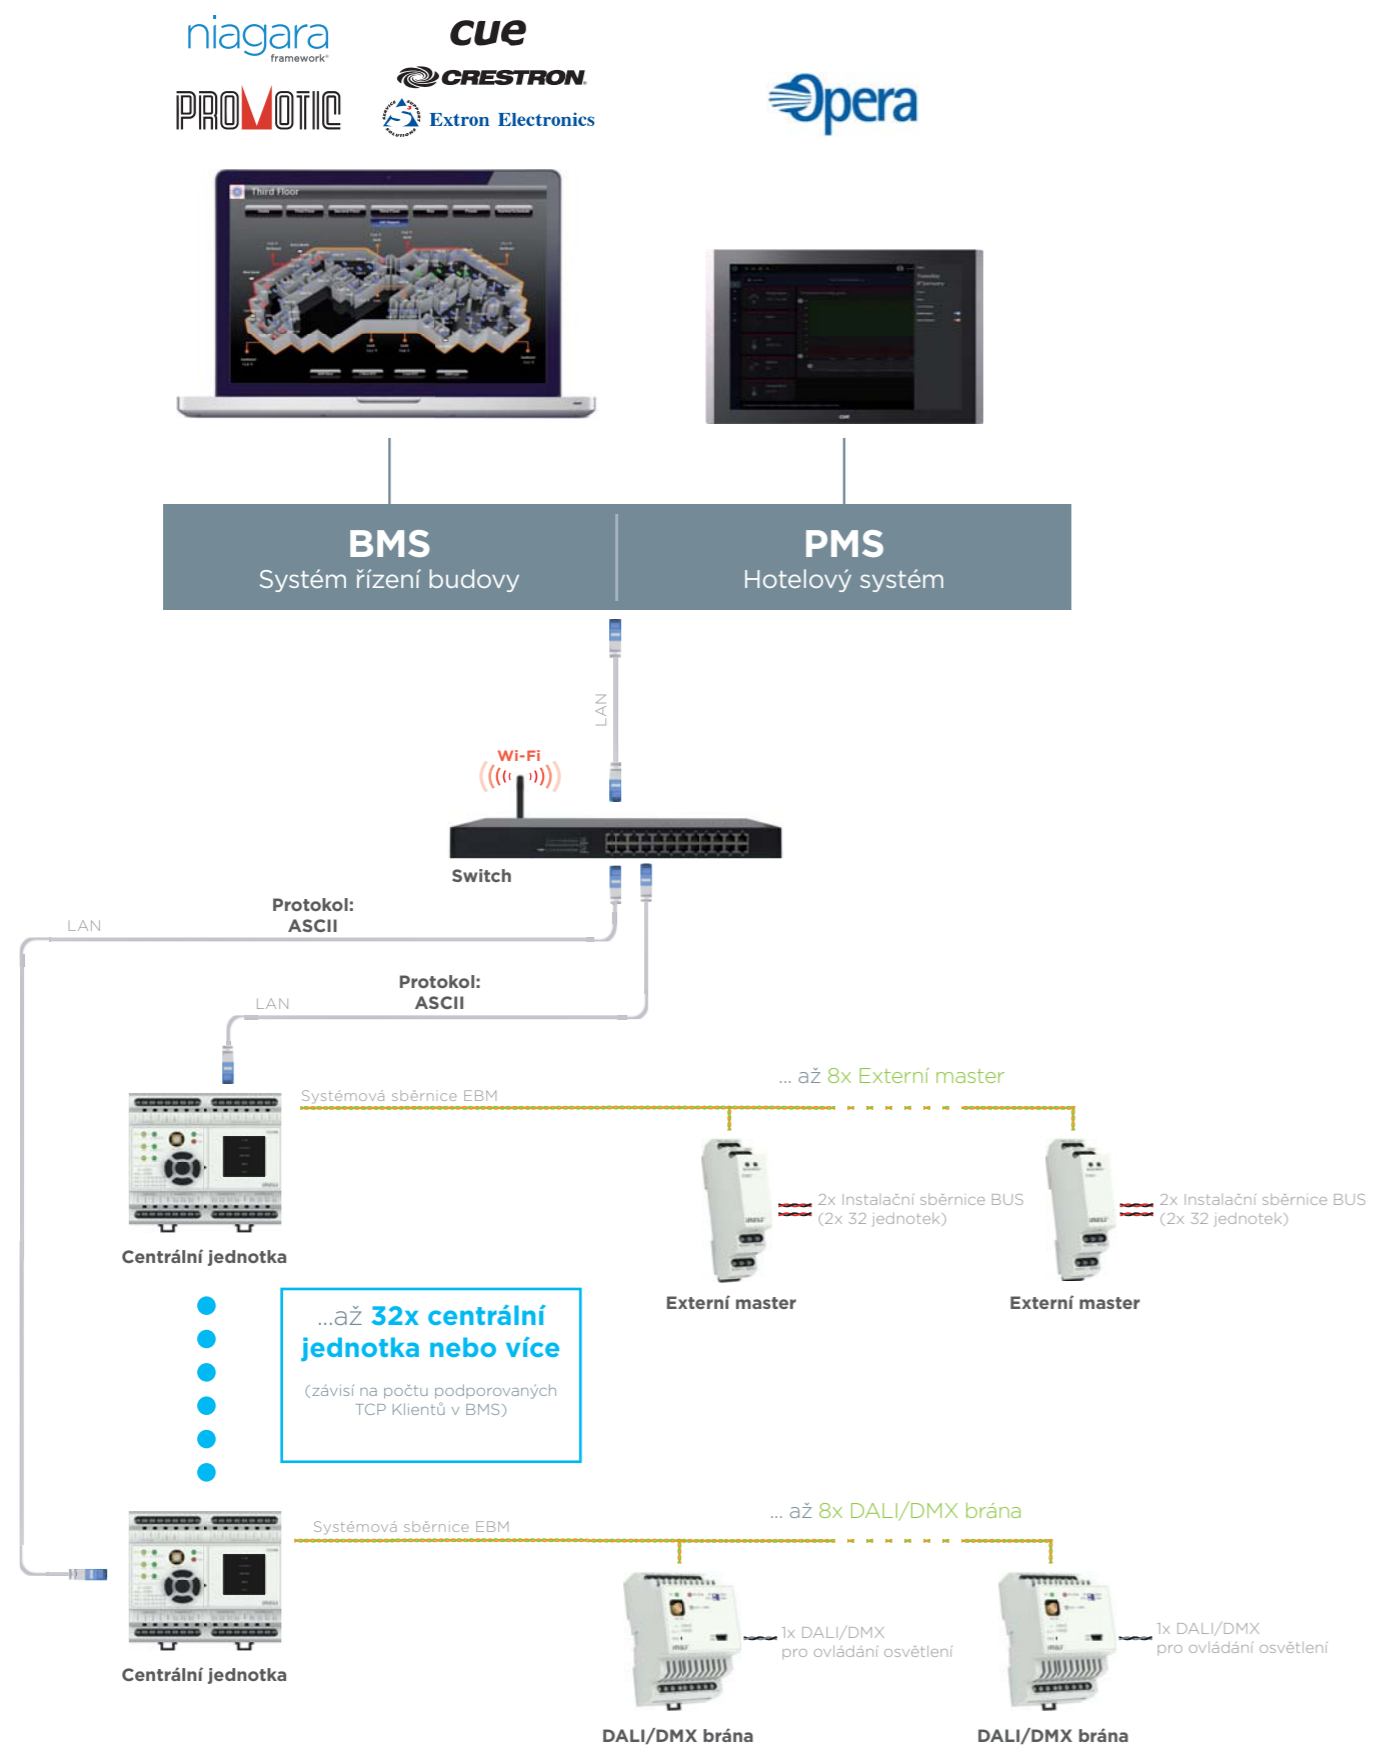 niagara
framework®
cue
CRESTRON
PROMOTIC
SERVICE SUPPORT SOLUTIONS
Extron Electronics
Opera
Third Floor
BMS
Systém řízení budovy
PMS
Hotelový systém
LAN
Wi-Fi
Switch
Protokol:
ASCII
LAN
Protokol:
ASCII
LAN
Systémová sběrnice EBM
... až 8x Externí master
2x Instalační sběrnice BUS
(2x 32 jednotek)
2x Instalační sběrnice BUS
(2x 32 jednotek)
Centrální jednotka
Externí master
Externí master
...až 32x centrální
jednotka nebo více
(závisí na počtu podporovaných
TCP Klientů v BMS)
Systémová sběrnice EBM
... až 8x DALI/DMX brána
1x DALI/DMX
pro ovládání osvětlení
1x DALI/DMX
pro ovládání osvětlení
Centrální jednotka
DALI/DMX brána
DALI/DMX brána